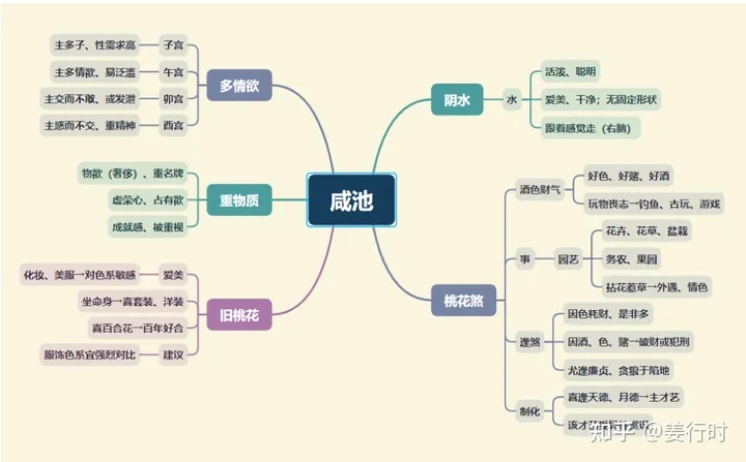 咸池
多情欲
子宫
主多子、性需求高
午宫
主多情欲、易泛滥
卯宫
主交而不敢、或发泄
酉宫
主感而不交、重精神
重物质
物欲（奢侈）、重名牌
虚荣心、占有欲
成就感、被重视
旧桃花
爱美
化妆、美服一对色系敏感
坐命身一喜套装、洋装
喜百合花一百年好合
建议
服饰色系宜强烈对比
阴水
水
活泼、聪明
爱美、干净；无固定形状
跟着感觉走（右脑）
桃花煞
酒色财气
好色、好赌、好酒
玩物丧志一钓鱼、古玩、游戏
事
园艺
花卉、花草、盆栽
务农、果园
拈花惹草一外遇、情色
逢煞
因色耗财、是非多
因酒、色、赌一破财或犯刑
尤逢廉贞、贪狼于陷地
制化
喜逢天德、月德一主才艺
该才
知乎 @姜行时